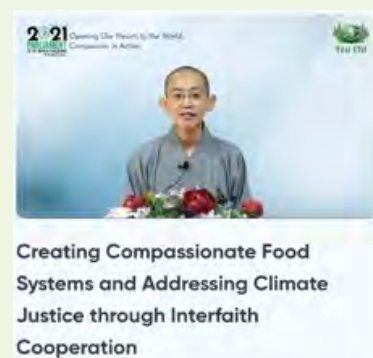 2021 Opening Our Hearts to the World:
PARLIAMENT Compassion in Action
Tzu Chi
Creating Compassionate Food
Systems and Addressing Climate
Justice through Interfaith
Cooperation